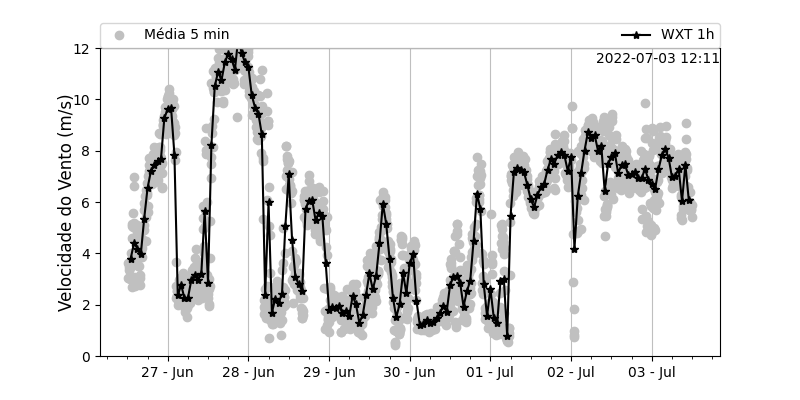 Média 5 min
WXT 1h
2022-07-03 12:11
Velocidade do Vento (m/s)
12
10
8
6
4
2
0
27 - Jun
28 - Jun
29 - Jun
30 - Jun
01 - Jul
02 - Jul
03 - Jul